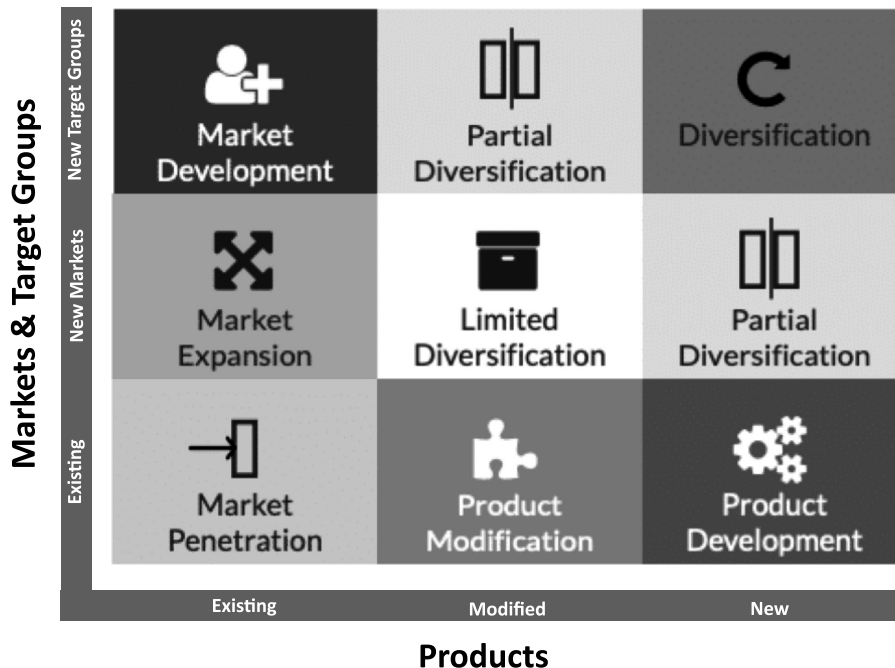 Markets & Target Groups
New Target Groups
New Markets
Existing
Market
Development
Partial
Diversification
Diversification
Market
Expansion
Limited
Diversification
Partial
Diversification
Market
Penetration
Product
Modification
Product
Development
Existing
Modified
New
Products